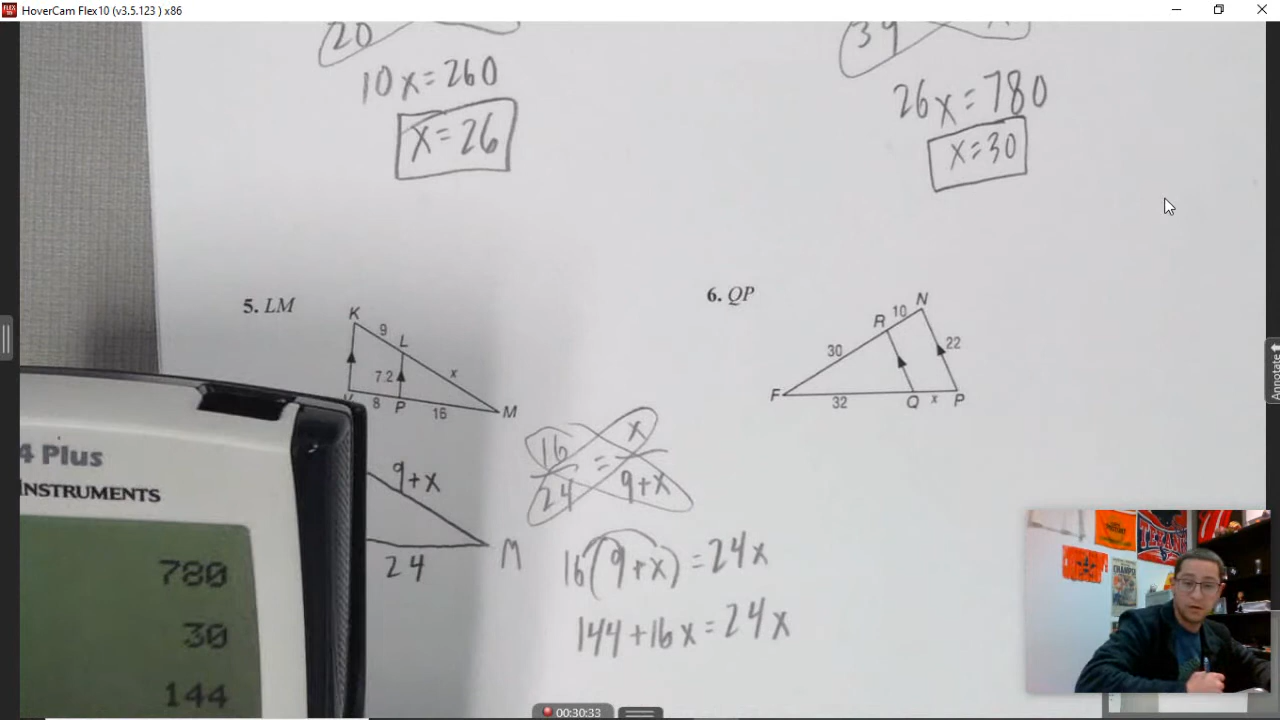 HoverCam Flex10 (v3.5.123) x86
20
10x=260
x=26
39
26x=780
x=30
5. LM
K
9
L
7.2
x
8
P
16
M
6. QP
N
10
R
30
22
F
32
Q
x
P
16 = x
24 9+x
9+x
24
M
16(9+x)=24x
144+16x=24x
4 Plus
INSTRUMENTS
780
30
144
TEXANS
Annotate
00:30:33